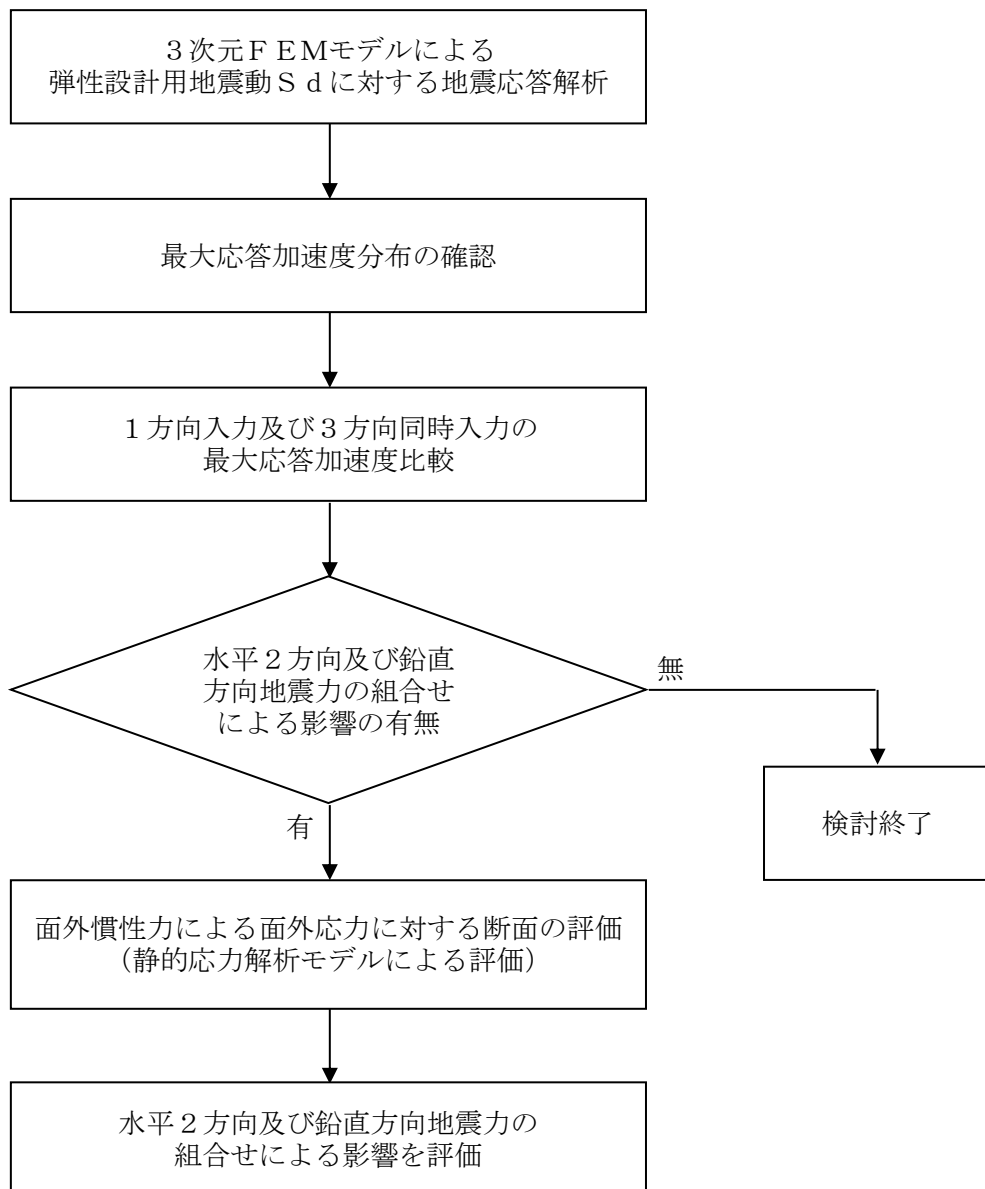 ３次元ＦＥＭモデルによる
弾性設計用地震動Ｓｄに対する地震応答解析
最大応答加速度分布の確認
１方向入力及び３方向同時入力の
最大応答加速度比較
水平２方向及び鉛直
方向地震力の組合せ
による影響の有無
無
検討終了
有
面外慣性力による面外応力に対する断面の評価
（静的応力解析モデルによる評価）
水平２方向及び鉛直方向地震力の
組合せによる影響を評価